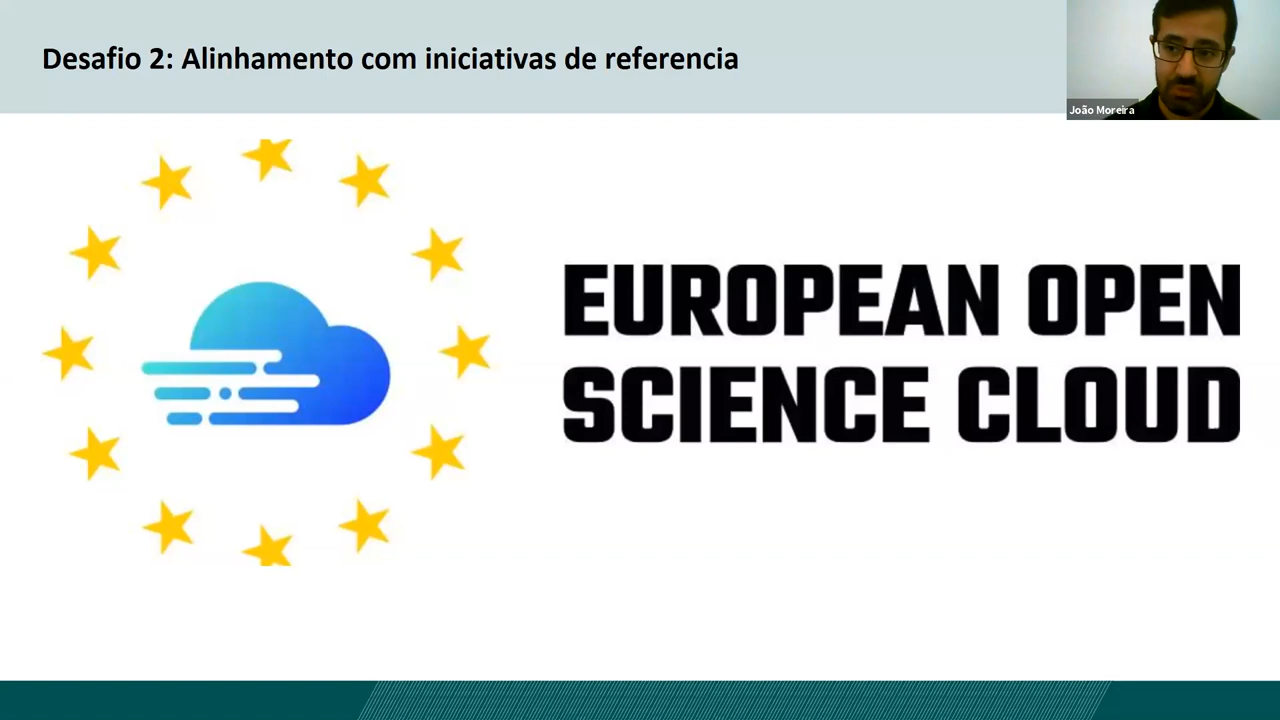 Desafio 2: Alinhamento com iniciativas de referencia
João Moreira
EUROPEAN OPEN
SCIENCE CLOUD